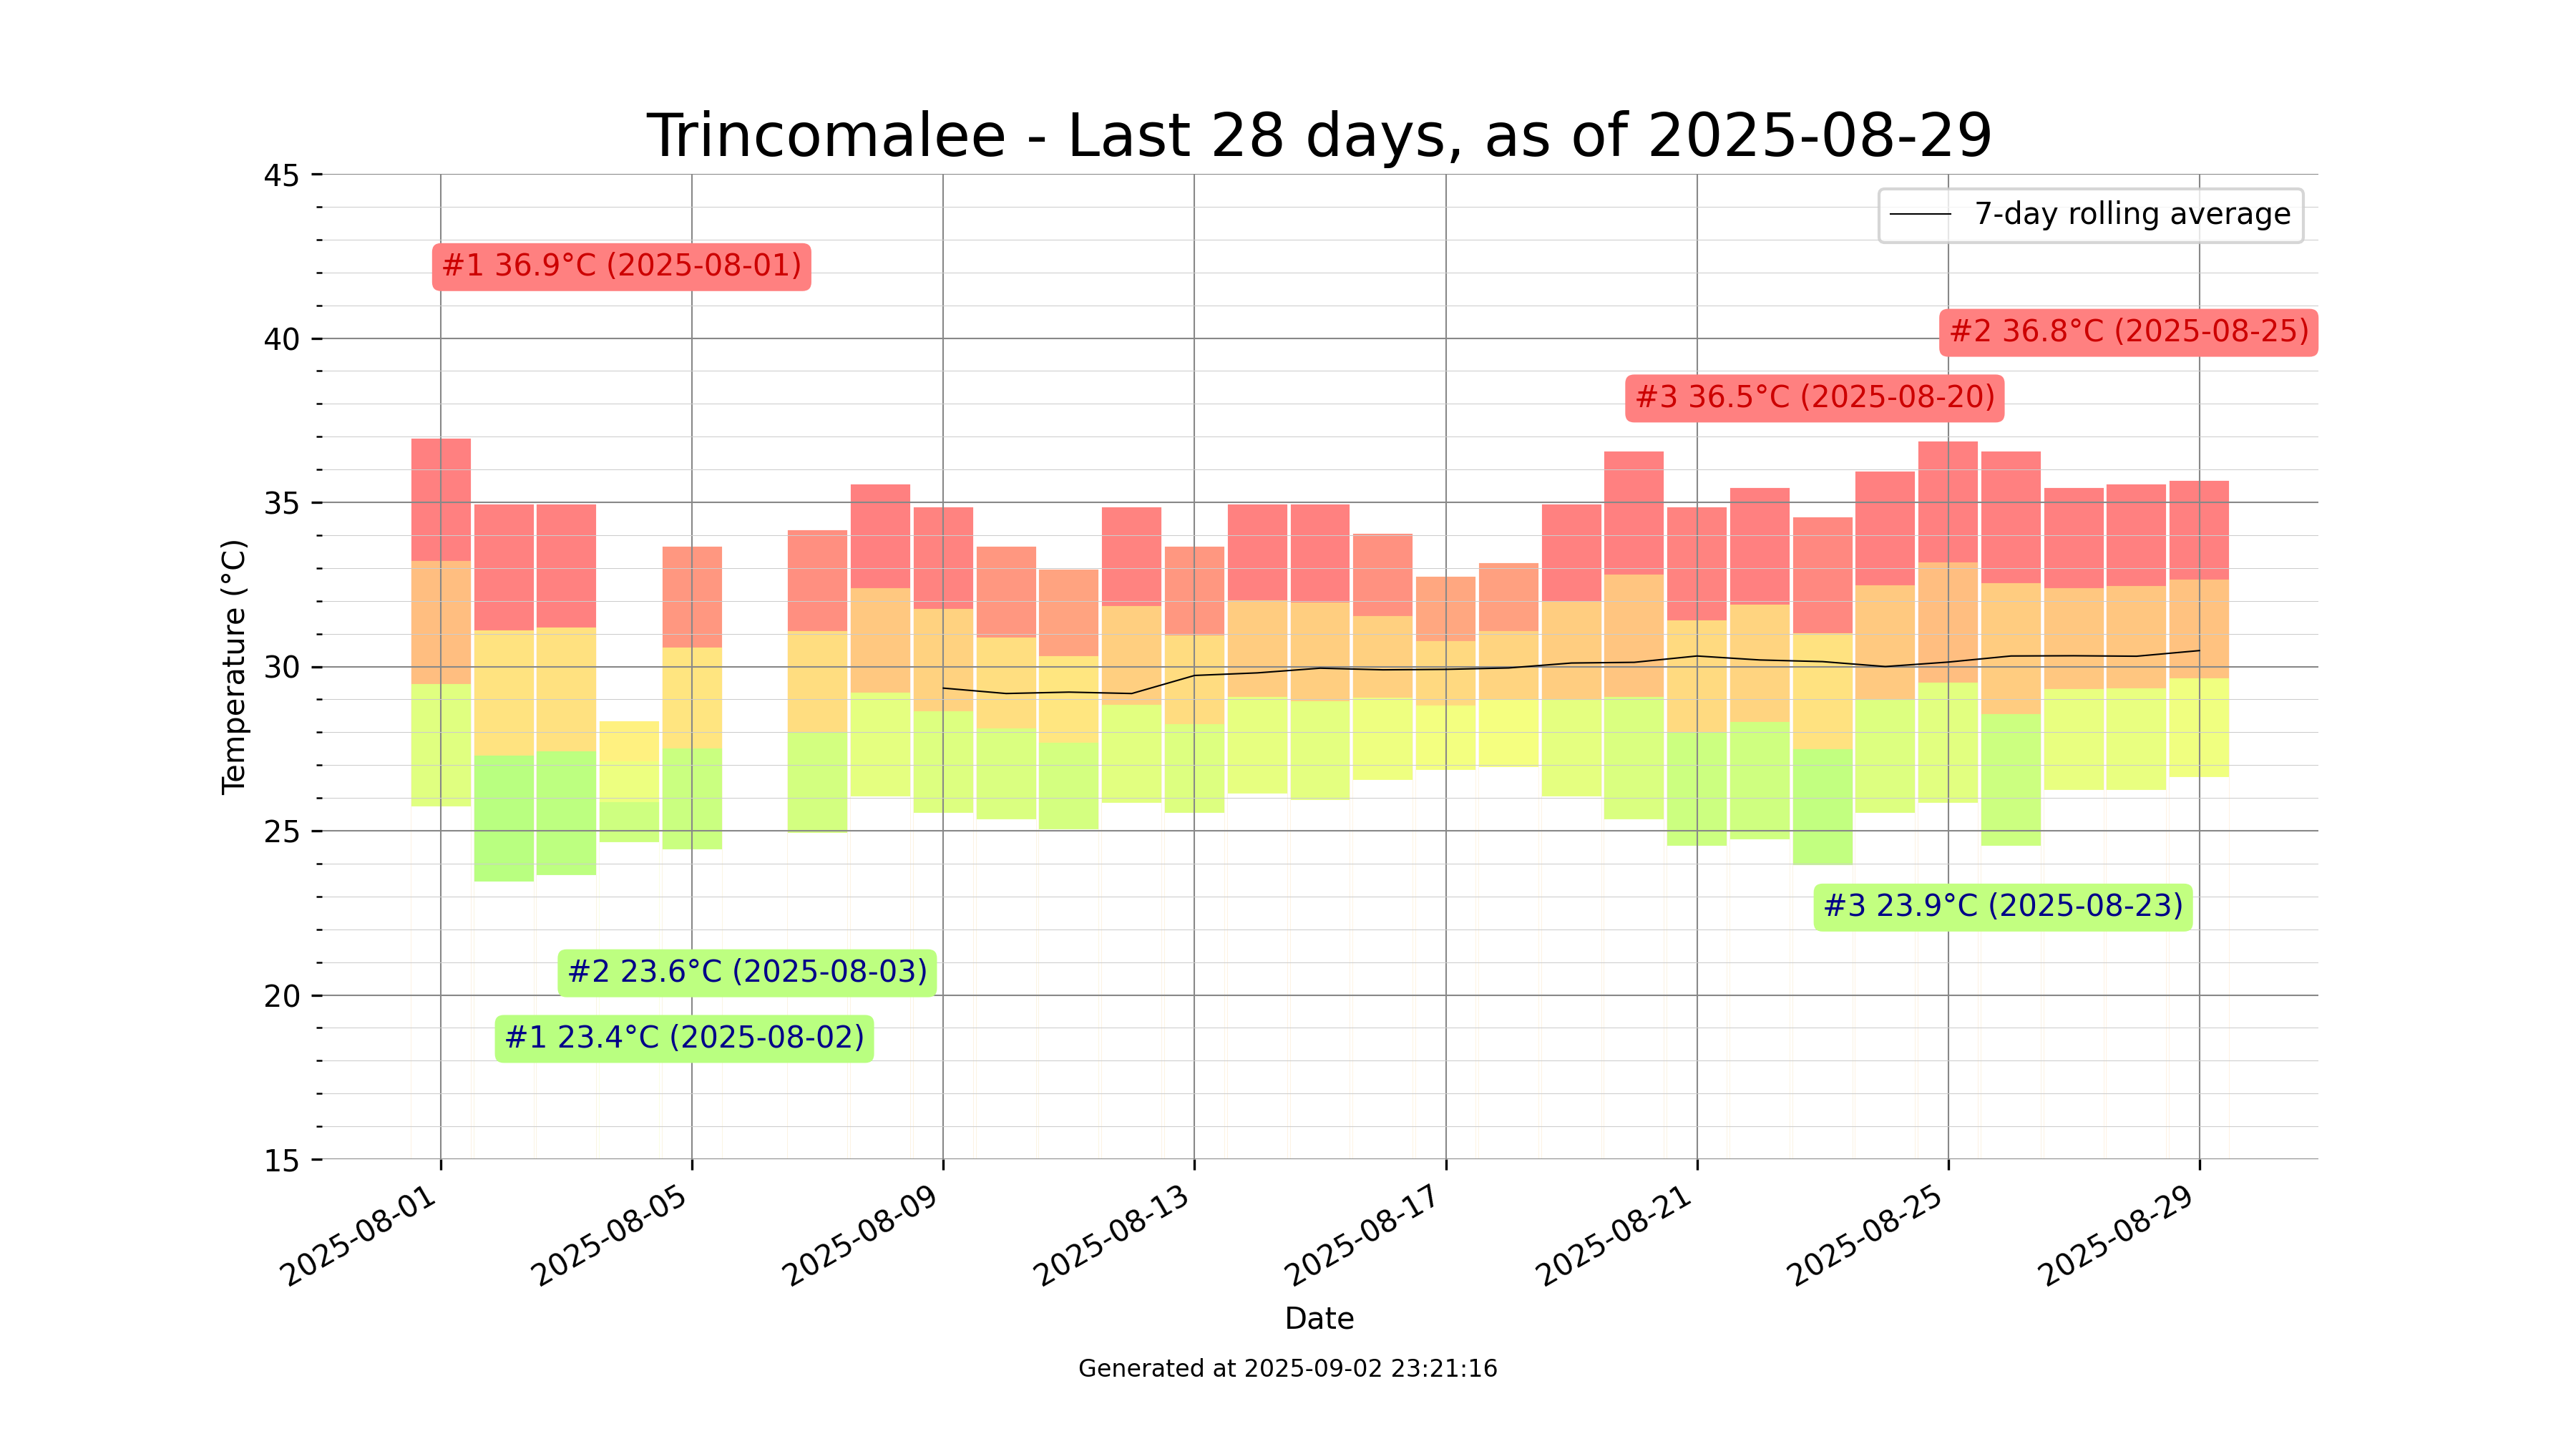 Trincomalee - Last 28 days, as of 2025-08-29
7-day rolling average
#1 36.9°C (2025-08-01)
#2 36.8°C (2025-08-25)
#3 36.5°C (2025-08-20)
#3 23.9°C (2025-08-23)
#2 23.6°C (2025-08-03)
#1 23.4°C (2025-08-02)
Temperature (°C)
45
40
35
30
25
20
15
2025-08-01
2025-08-05
2025-08-09
2025-08-13
2025-08-17
2025-08-21
2025-08-25
2025-08-29
Date
Generated at 2025-09-02 23:21:16